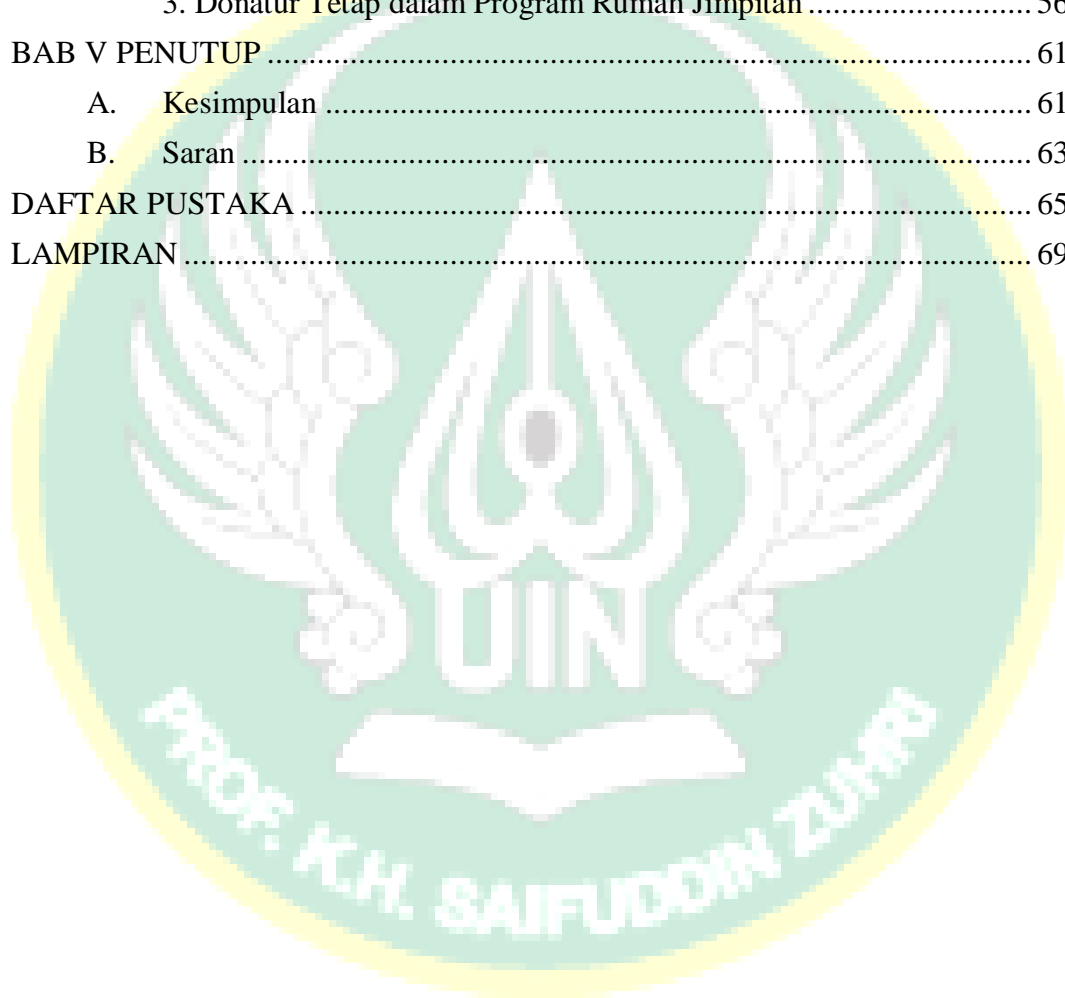 3. Donatur Tetap dalam Program Rumah Jimpitan ............................ 56
BAB V PENUTUP ................................................................................................ 61
A. Kesimpulan ......................................................................................... 61
B. Saran ................................................................................................... 63
DAFTAR PUSTAKA ............................................................................................ 65
LAMPIRAN ........................................................................................................... 69
UIN
PROF. K.H. SAIFUDDIN ZUHRI